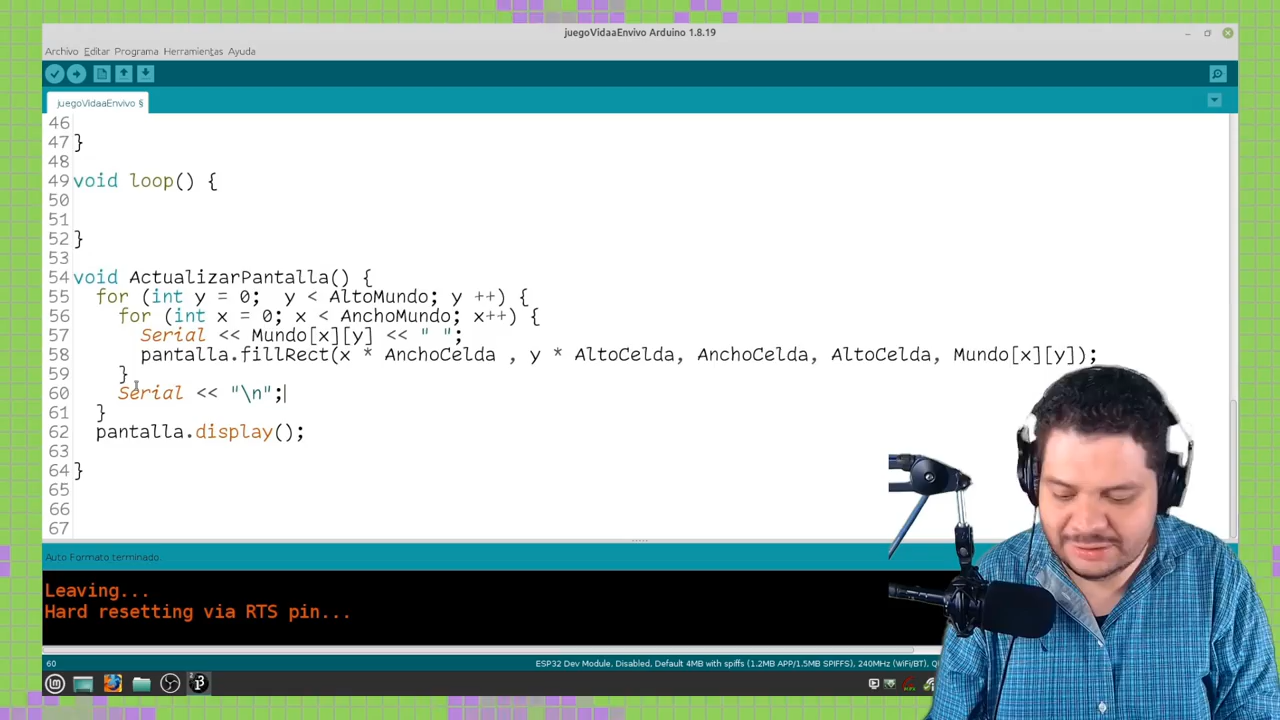 juegoVidaaEnvivo Arduino 1.8.19
Archivo Editar Programa Herramientas Ayuda
juegoVidaaEnvivo §
46
47 }
48
49 void loop() {
50
51
52 }
53
54 void ActualizarPantalla() {
55 for (int y = 0;  y < AltoMundo; y ++) {
56 for (int x = 0; x < AnchoMundo; x++) {
57 Serial << Mundo[x][y] << " ";
58 pantalla.fillRect(x * AnchoCelda , y * AltoCelda, AnchoCelda, AltoCelda, Mundo[x][y]);
59 }
60 Serial << "\n";
61 }
62 pantalla.display();
63
64 }
65
66
67
Auto Formato terminado.
Leaving...
Hard resetting via RTS pin...
60 ESP32 Dev Module, Disabled, Default 4MB with spiffs (1.2MB APP/1.5MB SPIFFS), 240MHz (WiFi/BT),